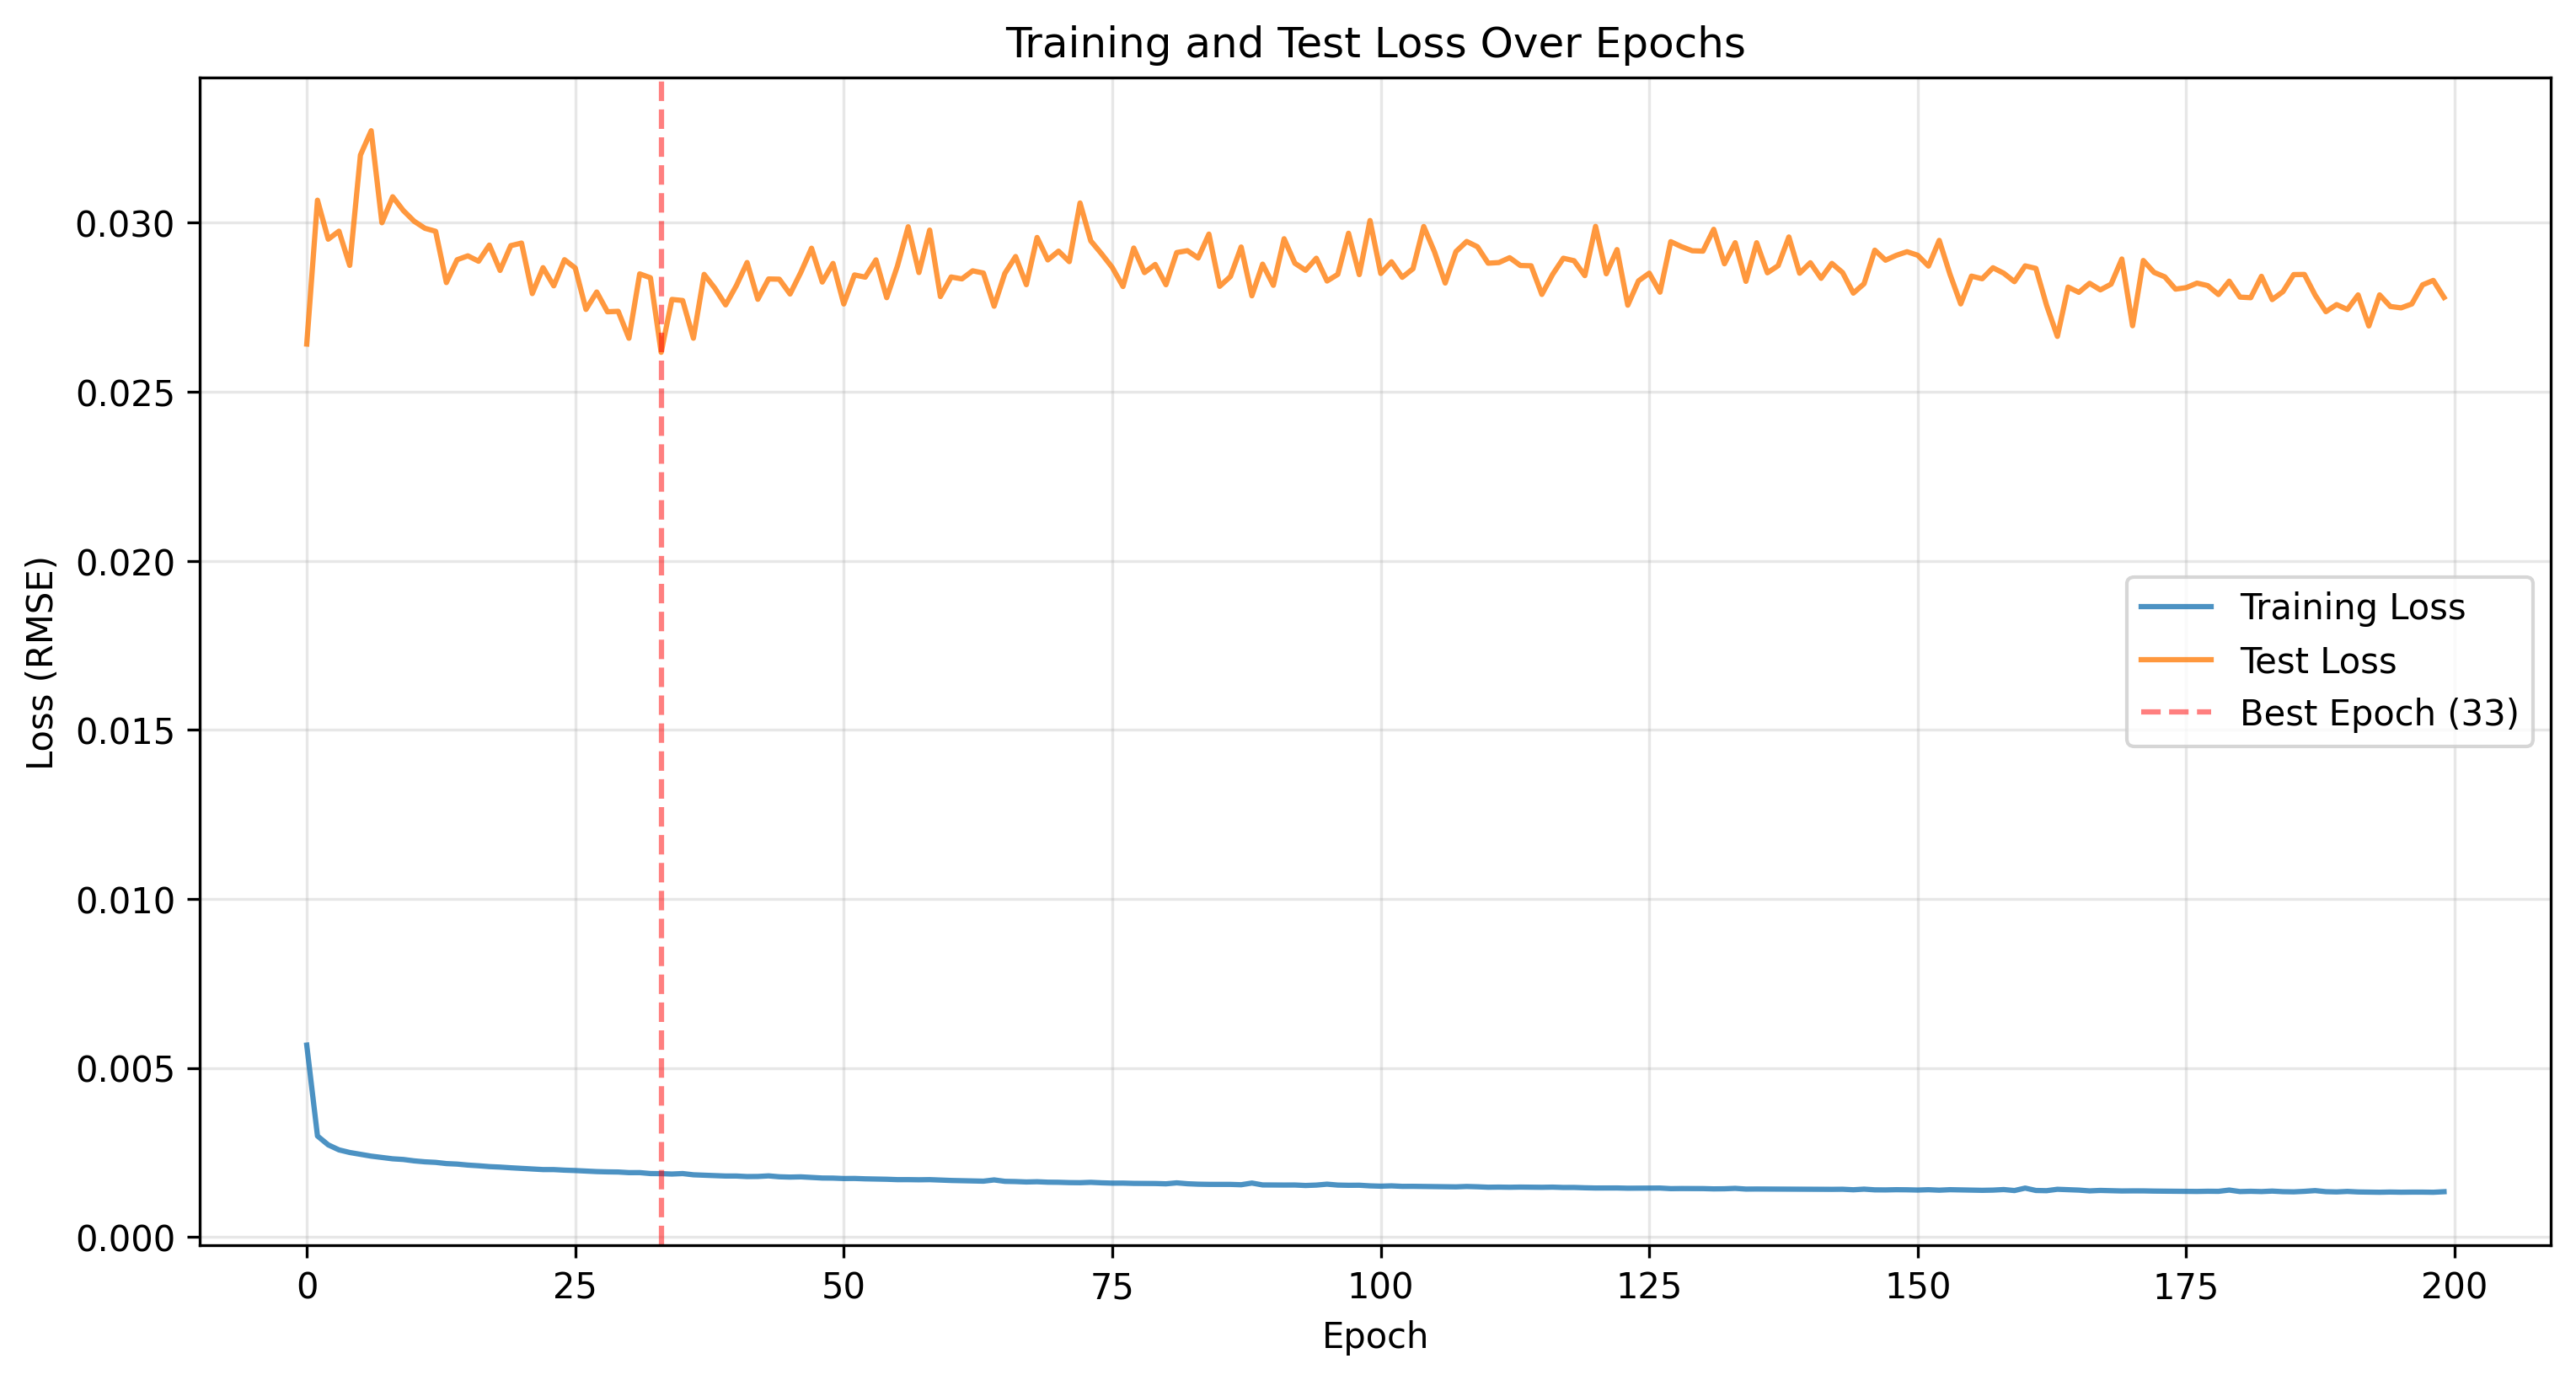 Training and Test Loss Over Epochs
Loss (RMSE)
0.030
0.025
0.020
0.015
0.010
0.005
0.000
Training Loss
Test Loss
Best Epoch (33)
0 25 50 75 100 125 150 175 200
Epoch